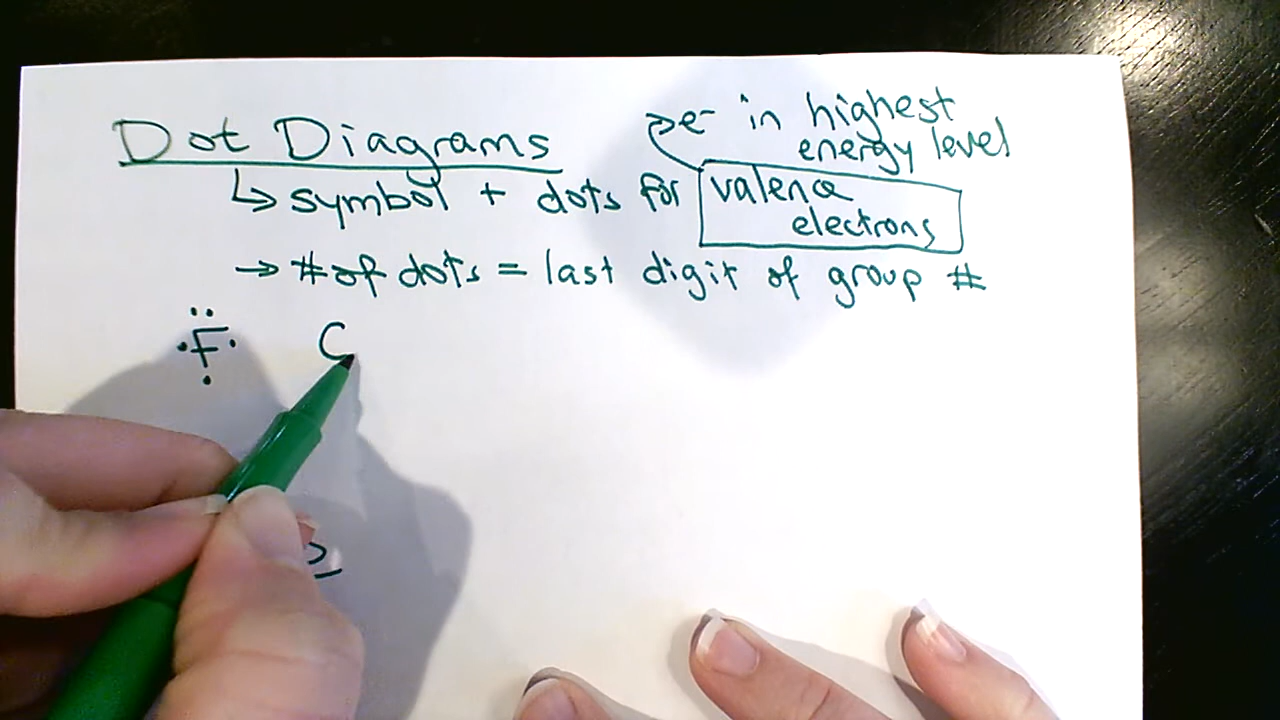 Dot Diagrams
e- in highest
energy level
↳ symbol + dots for valence
electrons
→ # of dots = last digit of group #
F C